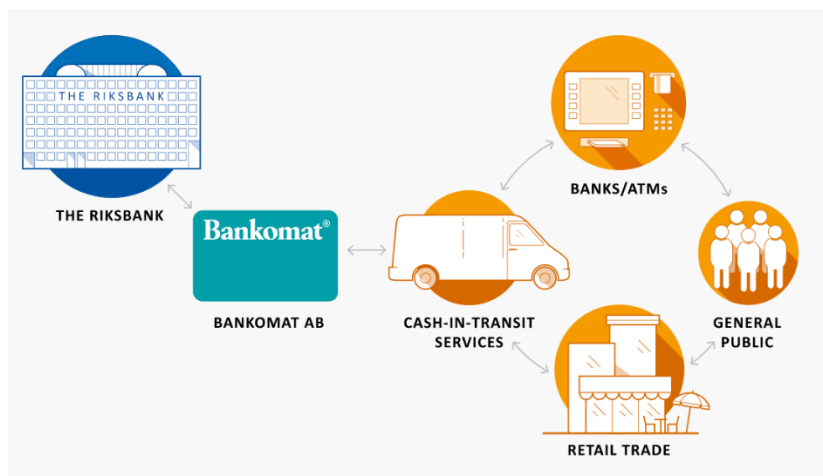 THE RIKSBANK
THE RIKSBANK
Bankomat®
BANKOMAT AB
CASH-IN-TRANSIT
SERVICES
BANKS/ATMs
GENERAL
PUBLIC
RETAIL TRADE